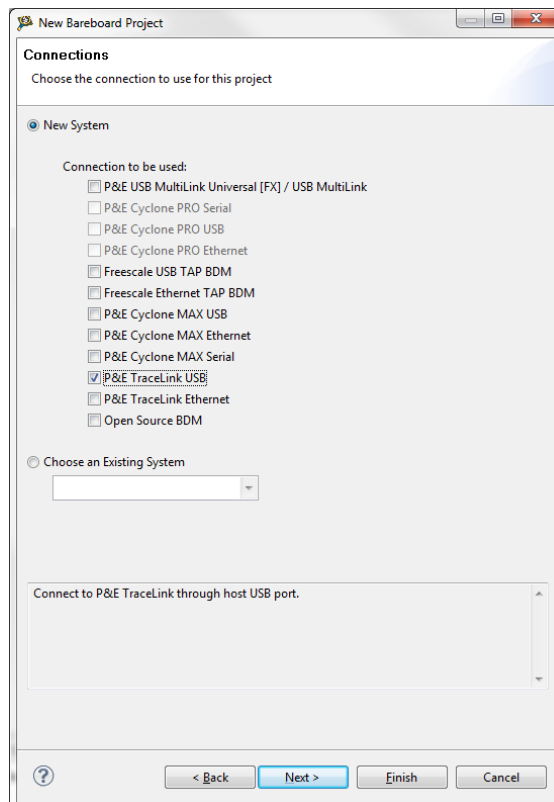 New Bareboard Project
Connections
Choose the connection to use for this project
New System
Connection to be used:
P&E USB MultiLink Universal [FX] / USB MultiLink
P&E Cyclone PRO Serial
P&E Cyclone PRO USB
P&E Cyclone PRO Ethernet
Freescale USB TAP BDM
Freescale Ethernet TAP BDM
P&E Cyclone MAX USB
P&E Cyclone MAX Ethernet
P&E Cyclone MAX Serial
P&E TraceLink USB
P&E TraceLink Ethernet
Open Source BDM
Choose an Existing System
Connect to P&E TraceLink through host USB port.
? < Back Next > Finish Cancel